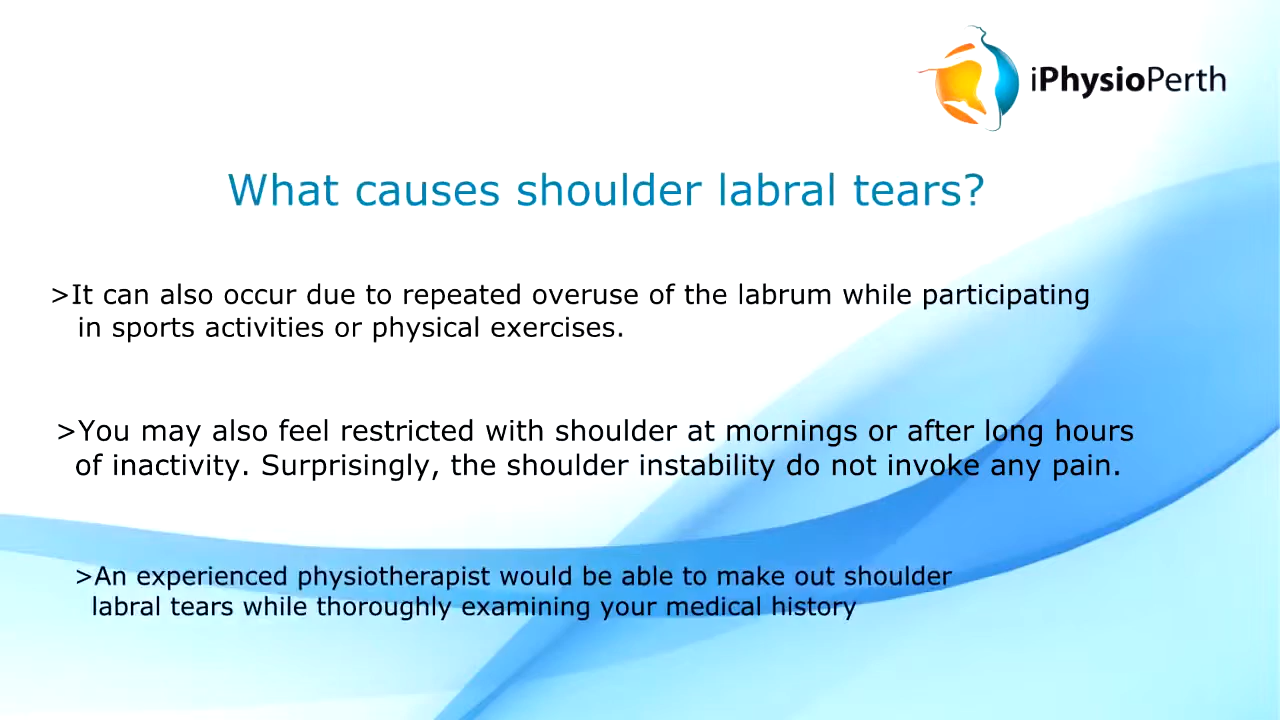 iPhysioPerth
What causes shoulder labral tears?
>It can also occur due to repeated overuse of the labrum while participating
in sports activities or physical exercises.
>You may also feel restricted with shoulder at mornings or after long hours
of inactivity. Surprisingly, the shoulder instability do not invoke any pain.
>An experienced physiotherapist would be able to make out shoulder
labral tears while thoroughly examining your medical history